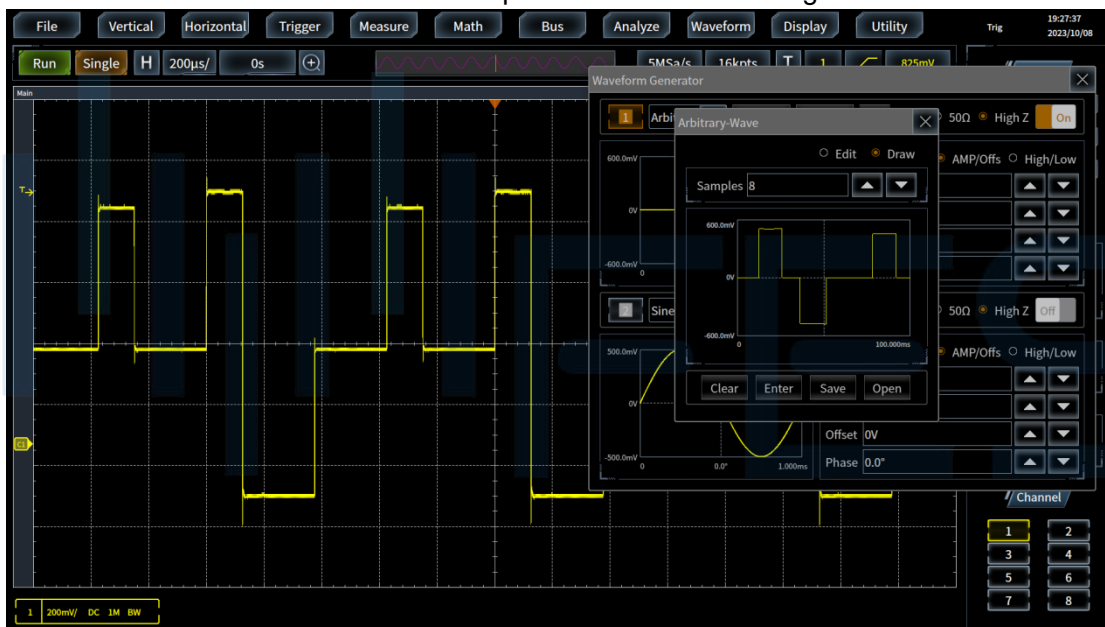 File Vertical Horizontal Trigger Measure Math Bus Analyze Waveform Display Utility Trig 19:27:37
2023/10/08
Run Single H 200μs/ 0s 5MSa/s 16kpts T 1 825mV
Main
Waveform Generator
1 Arbit 50Ω High Z On
Arbitrary-Wave
Edit Draw
600.0mV AMP/Offs High/Low
Samples 8
T
0V
600.0mV
-600.0mV
0
0V
2 Sine 50Ω High Z Off
-600.0mV
0 100.000ms
500.0mV AMP/Offs High/Low
Clear Enter Save Open
0V
C1
Offset 0V
-500.0mV
0 0.0° 1.000ms Phase 0.0°
Channel
1 2
3 4
5 6
7 8
1 200mV/ DC 1M BW